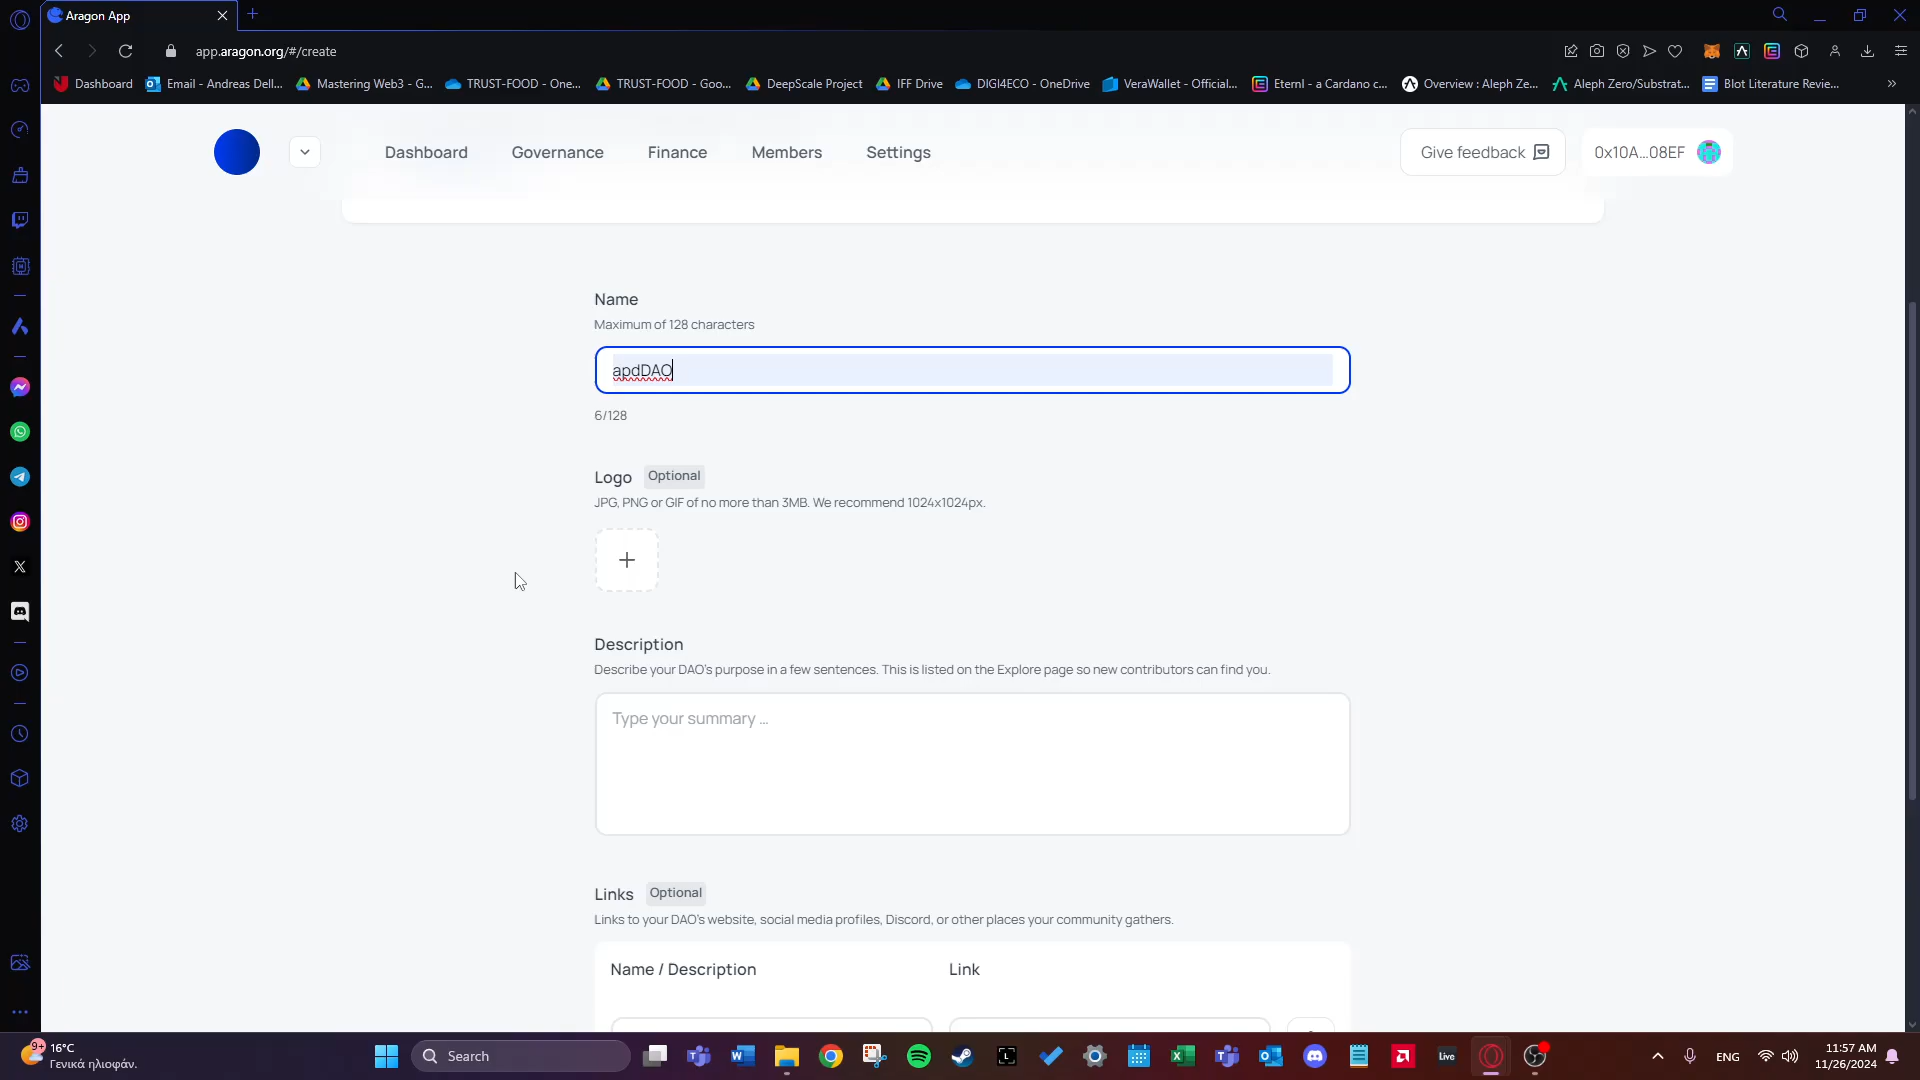 Aragon App
app.aragon.org/#/create
Dashboard
Email - Andreas Dell...
Mastering Web3 - G...
TRUST-FOOD - One...
TRUST-FOOD - Goo...
DeepScale Project
IFF Drive
DIGI4ECO - OneDrive
VeraWallet - Official...
Eternl - a Cardano c...
Overview : Aleph Ze...
Aleph Zero/Substrat...
Blot Literature Revie...
Dashboard
Governance
Finance
Members
Settings
Give feedback
0x10A...08EF
Name
Maximum of 128 characters
apdDAO
6/128
Logo Optional
JPG, PNG or GIF of no more than 3MB. We recommend 1024x1024px.
Description
Describe your DAO's purpose in a few sentences. This is listed on the Explore page so new contributors can find you.
Type your summary ...
Links Optional
Links to your DAO's website, social media profiles, Discord, or other places your community gathers.
Name / Description
Link
9+
16°C
Γενικά ηλιοφάν.
Search
Live
ENG
11:57 AM
11/26/2024